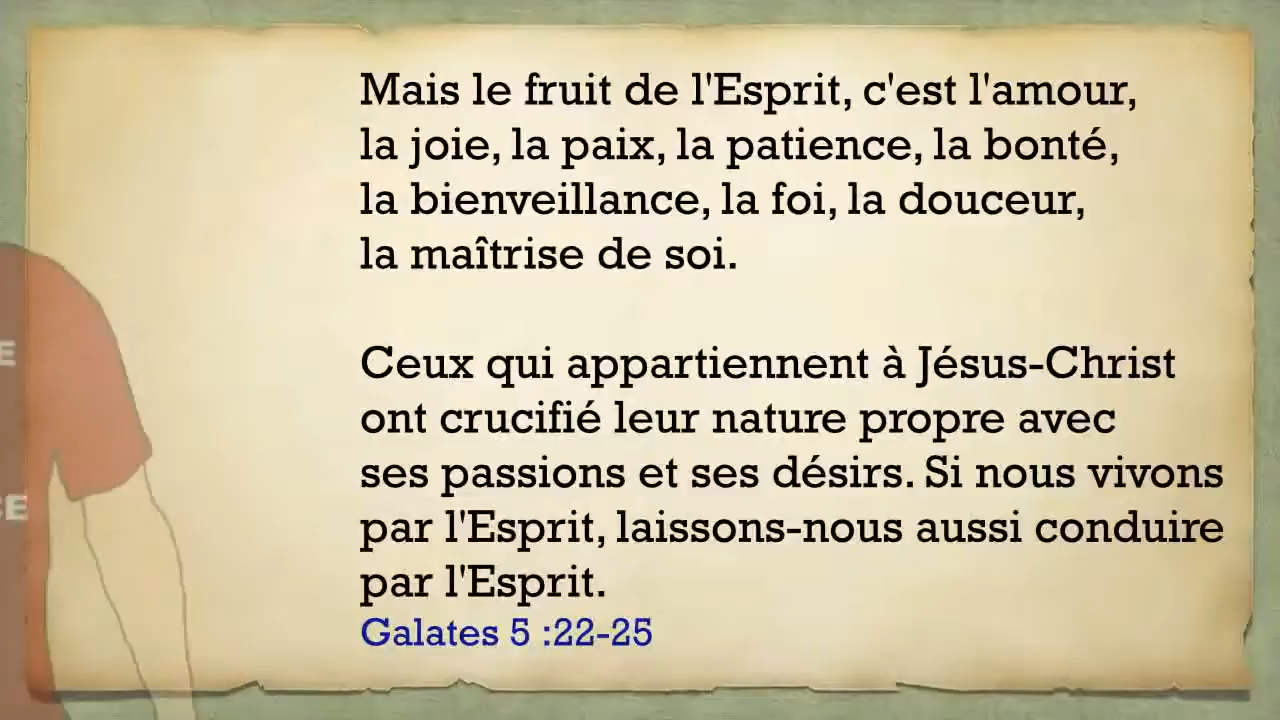 Mais le fruit de l'Esprit, c'est l'amour,
la joie, la paix, la patience, la bonté,
la bienveillance, la foi, la douceur,
la maîtrise de soi.
Ceux qui appartiennent à Jésus-Christ
ont crucifié leur nature propre avec
ses passions et ses désirs. Si nous vivons
par l'Esprit, laissons-nous aussi conduire
par l'Esprit.
Galates 5 :22-25